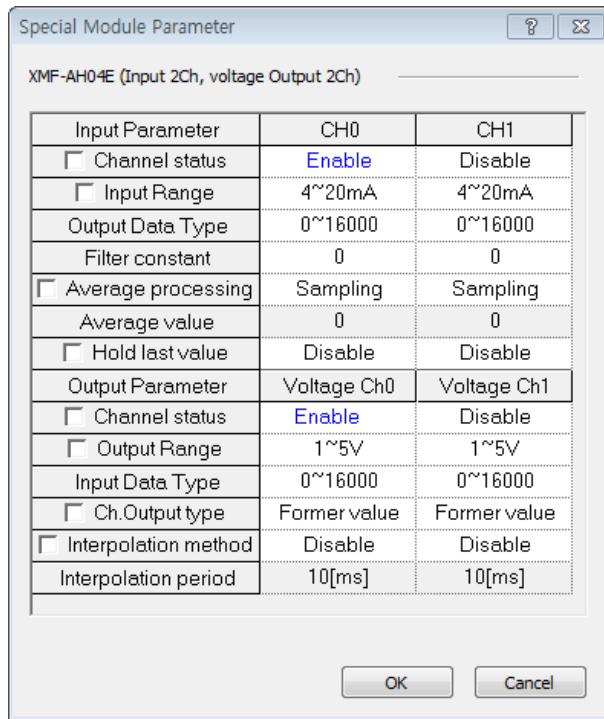 Special Module Parameter
XMF-AH04E (Input 2Ch, voltage Output 2Ch)
Input Parameter CH0 CH1
Channel status Enable Disable
Input Range 4~20mA 4~20mA
Output Data Type 0~16000 0~16000
Filter constant 0 0
Average processing Sampling Sampling
Average value 0 0
Hold last value Disable Disable
Output Parameter Voltage Ch0 Voltage Ch1
Channel status Enable Disable
Output Range 1~5V 1~5V
Input Data Type 0~16000 0~16000
Ch.Output type Former value Former value
Interpolation method Disable Disable
Interpolation period 10[ms] 10[ms]
OK Cancel